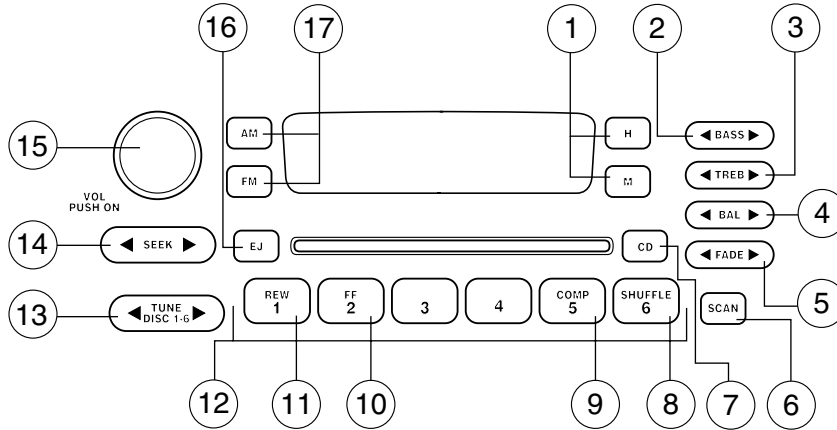 16 17 1 2 3
AM H ◀ BASS ▶
15
FM M ◀ TREB ▶
VOL
PUSH ON
◀ BAL ▶ 4
14 ◀ SEEK ▶ EJ CD ◀ FADE ▶
5
13 ◀ TUNE ▶
DISC 1-6
REW FF COMP SHUFFLE
1 2 3 4 5 6 SCAN
12 11 10 9 8 7 6